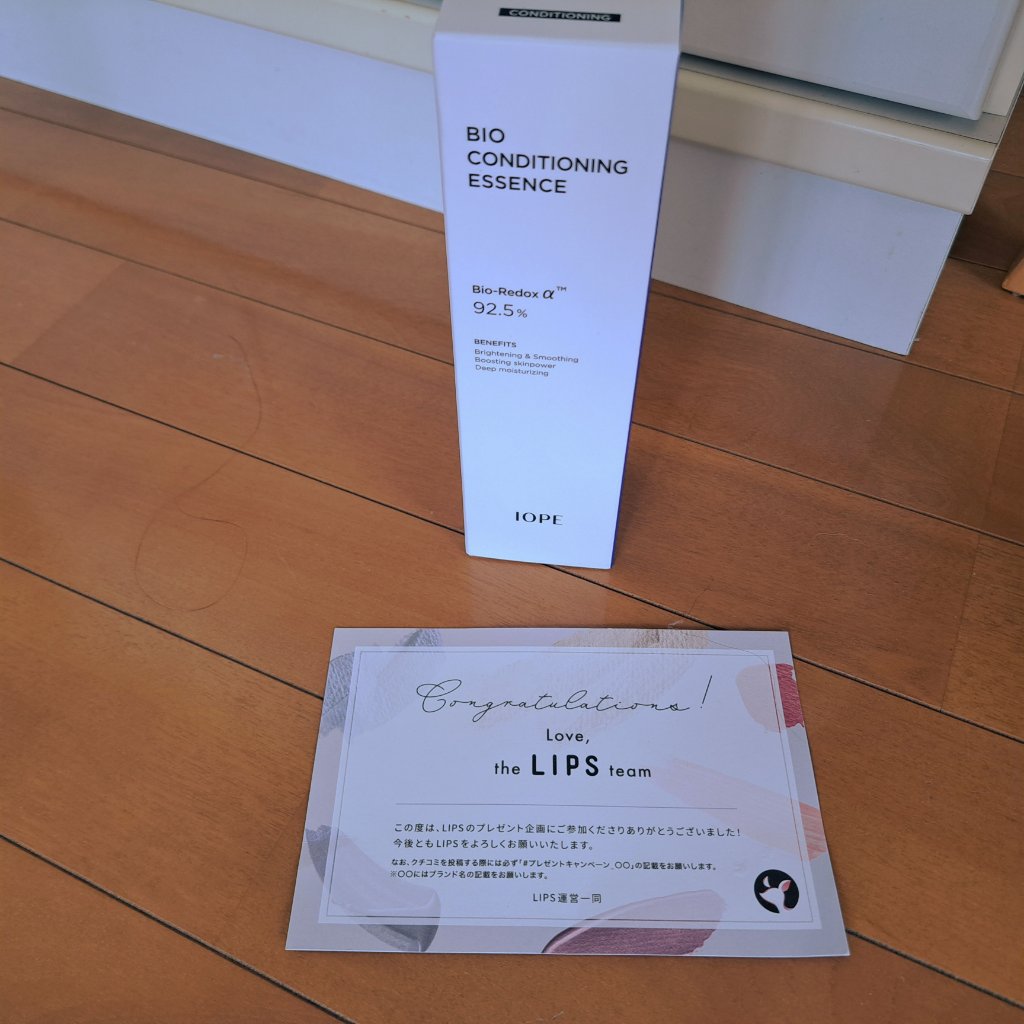 CONDITIONING
BIO
CONDITIONING
ESSENCE
Bio-Redox α™
92.5%
BENEFITS
Brightening & Smoothing
Boosting skinpower
Deep moisturizing
IOPE
Congratulations!
Love,
the LIPS team
この度は、LIPSのプレゼント企画にご参加くださりありがとうございました!
今後ともLIPSをよろしくお願いいたします。
なお、クチコミを投稿する際には必ず「#プレゼントキャンペーン_〇〇」の記載をお願いします。
※〇〇にはブランド名の記載をお願いします。
LIPS運営一同